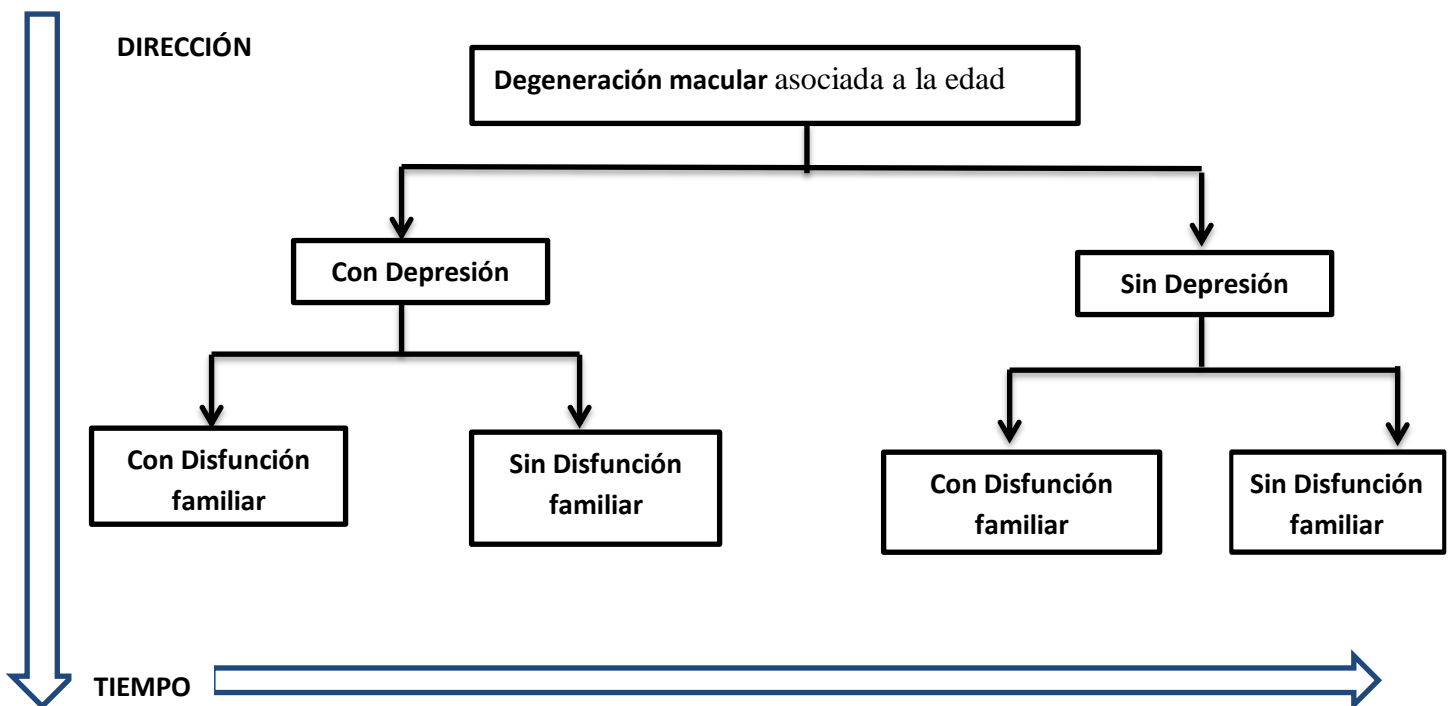 DIRECCIÓN
Degeneración macular asociada a la edad
Con Depresión
Sin Depresión
Con Disfunción
familiar
Sin Disfunción
familiar
Con Disfunción
familiar
Sin Disfunción
familiar
TIEMPO